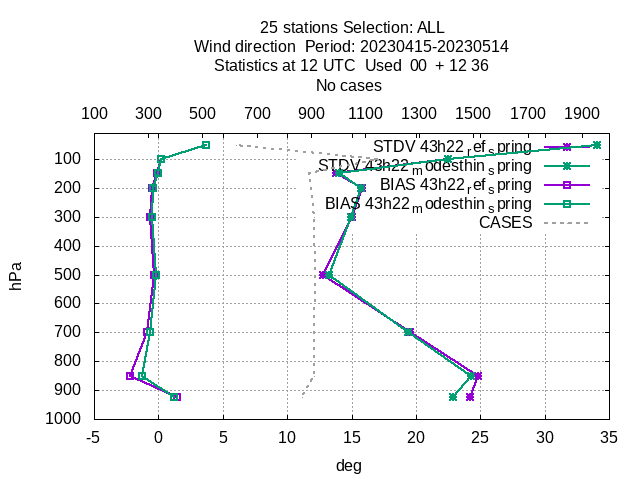 25 stations Selection: ALL
Wind direction  Period: 20230415-20230514
Statistics at 12 UTC  Used  00  + 12 36
No cases
100 300 500 700 900 1100 1300 1500 1700 1900
STDV 43h22_ref_spring
STDV 43h22_modesthin_spring
BIAS 43h22_ref_spring
BIAS 43h22_modesthin_spring
CASES
hPa
100
200
300
400
500
600
700
800
900
1000
-5 0 5 10 15 20 25 30 35
deg